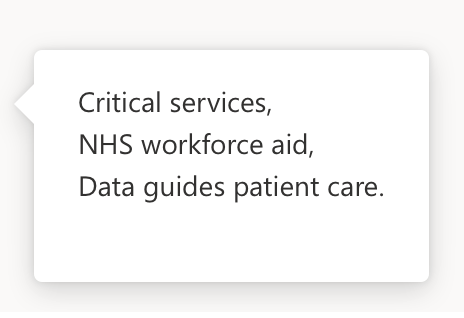 Critical services,
NHS workforce aid,
Data guides patient care.